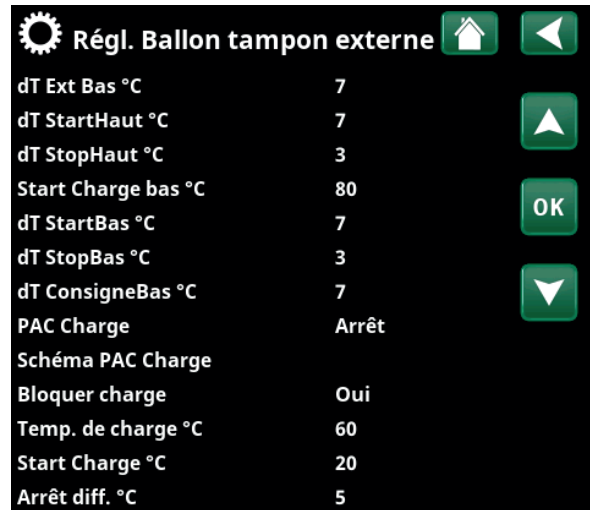 Régl. Ballon tampon externe
dT Ext Bas °C 7
dT StartHaut °C 7
dT StopHaut °C 3
Start Charge bas °C 80
dT StartBas °C 7
dT StopBas °C 3
dT ConsigneBas °C 7
PAC Charge Arrêt
Schéma PAC Charge
Bloquer charge Oui
Temp. de charge °C 60
Start Charge °C 20
Arrêt diff. °C 5
OK